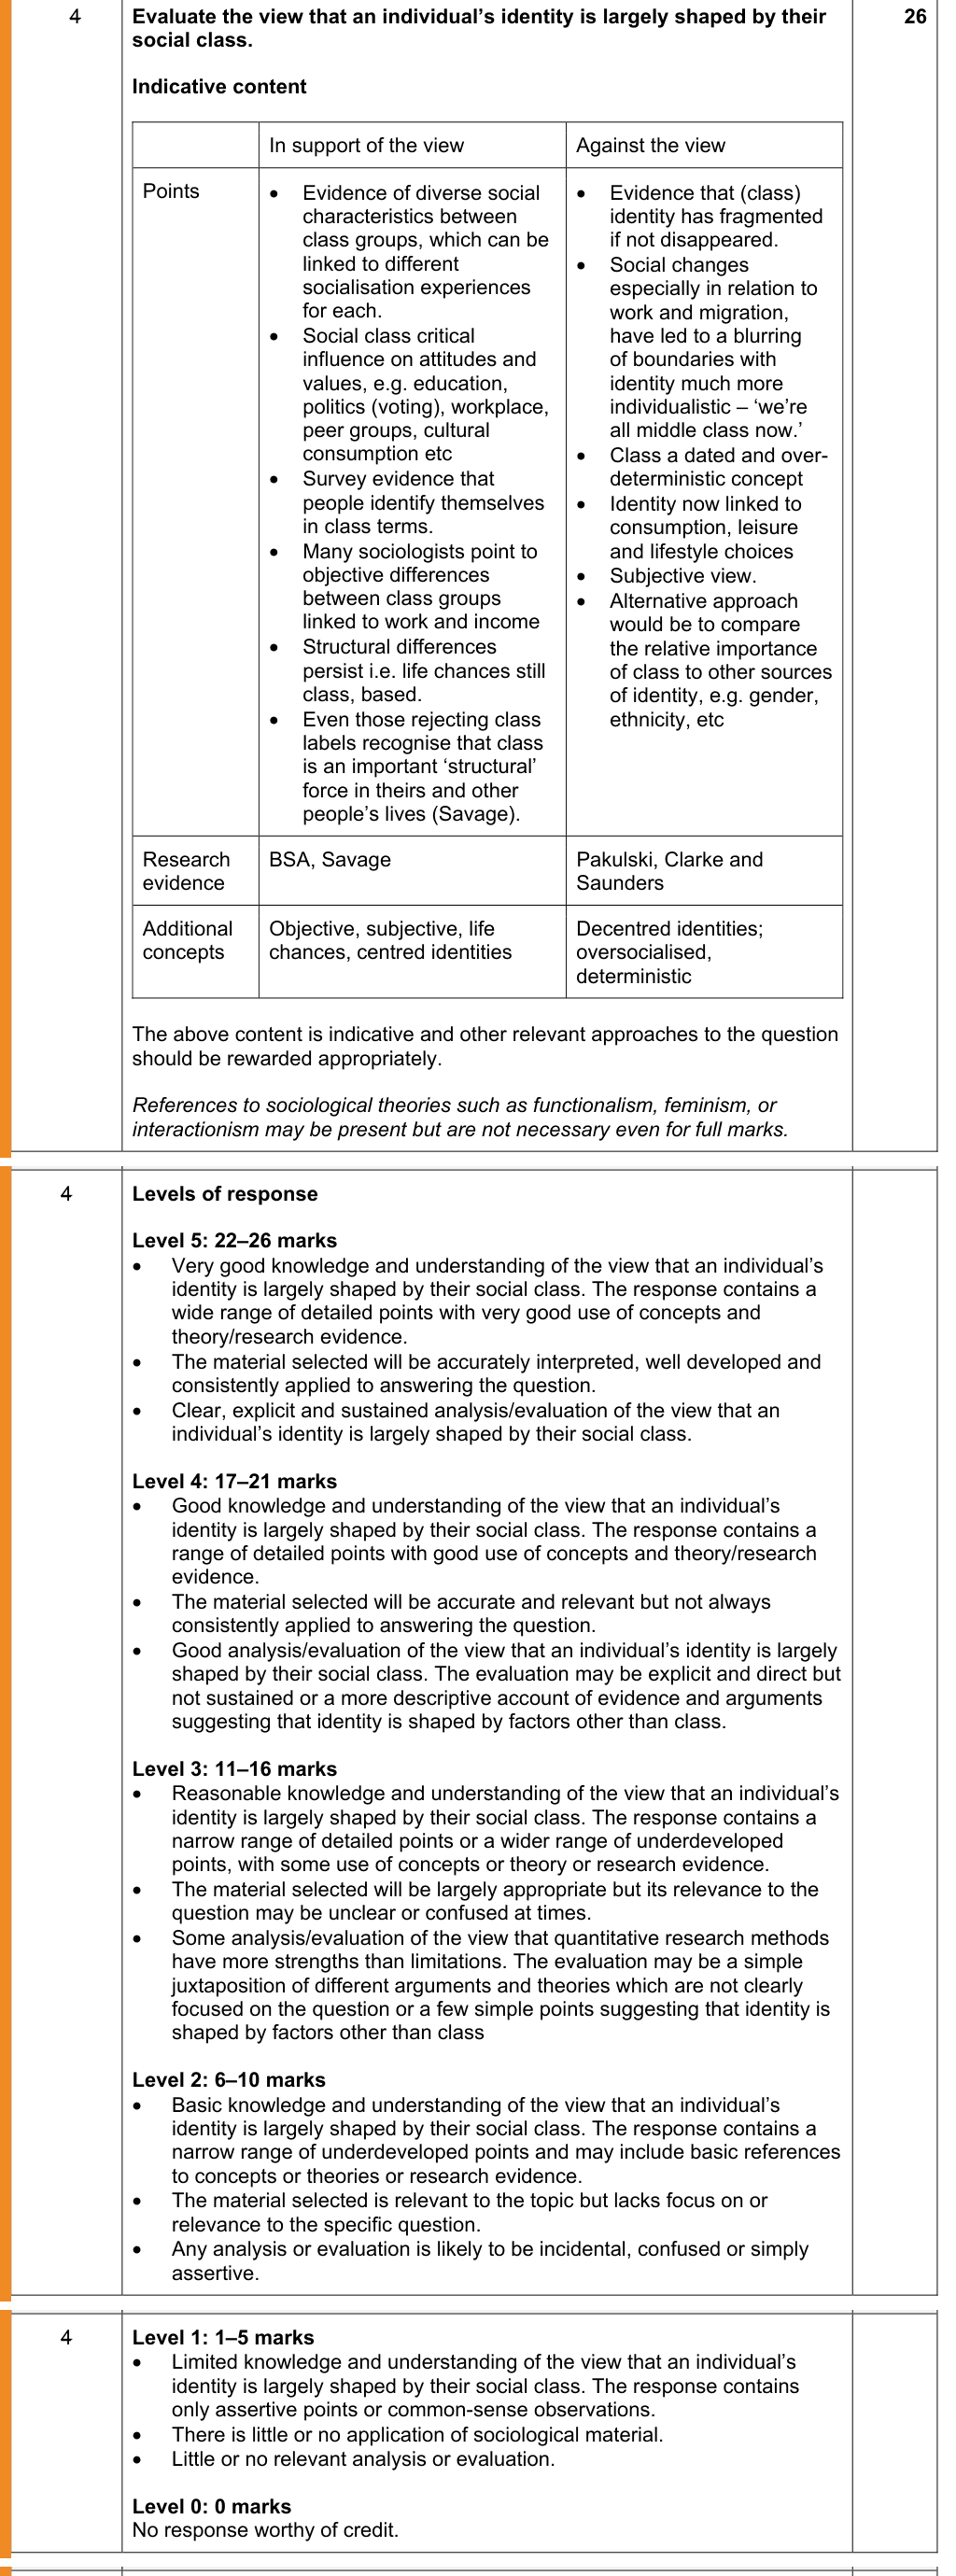 4
Evaluate the view that an individual’s identity is largely shaped by their
social class.
26
Indicative content
In support of the view
Against the view
Points
• Evidence of diverse social
characteristics between
class groups, which can be
linked to different
socialisation experiences
for each.
• Social class critical
influence on attitudes and
values, e.g. education,
politics (voting), workplace,
peer groups, cultural
consumption etc
• Survey evidence that
people identify themselves
in class terms.
• Many sociologists point to
objective differences
between class groups
linked to work and income
• Structural differences
persist i.e. life chances still
class, based.
• Even those rejecting class
labels recognise that class
is an important ‘structural’
force in theirs and other
people’s lives (Savage).
• Evidence that (class)
identity has fragmented
if not disappeared.
• Social changes
especially in relation to
work and migration,
have led to a blurring
of boundaries with
identity much more
individualistic – ‘we’re
all middle class now.’
• Class a dated and over-
deterministic concept
• Identity now linked to
consumption, leisure
and lifestyle choices
• Subjective view.
• Alternative approach
would be to compare
the relative importance
of class to other sources
of identity, e.g. gender,
ethnicity, etc
Research
evidence
BSA, Savage
Pakulski, Clarke and
Saunders
Additional
concepts
Objective, subjective, life
chances, centred identities
Decentred identities;
oversocialised,
deterministic
The above content is indicative and other relevant approaches to the question
should be rewarded appropriately.
References to sociological theories such as functionalism, feminism, or
interactionism may be present but are not necessary even for full marks.
4
Levels of response
Level 5: 22–26 marks
• Very good knowledge and understanding of the view that an individual’s
identity is largely shaped by their social class. The response contains a
wide range of detailed points with very good use of concepts and
theory/research evidence.
• The material selected will be accurately interpreted, well developed and
consistently applied to answering the question.
• Clear, explicit and sustained analysis/evaluation of the view that an
individual’s identity is largely shaped by their social class.
Level 4: 17–21 marks
• Good knowledge and understanding of the view that an individual’s
identity is largely shaped by their social class. The response contains a
range of detailed points with good use of concepts and theory/research
evidence.
• The material selected will be accurate and relevant but not always
consistently applied to answering the question.
• Good analysis/evaluation of the view that an individual’s identity is largely
shaped by their social class. The evaluation may be explicit and direct but
not sustained or a more descriptive account of evidence and arguments
suggesting that identity is shaped by factors other than class.
Level 3: 11–16 marks
• Reasonable knowledge and understanding of the view that an individual’s
identity is largely shaped by their social class. The response contains a
narrow range of detailed points or a wider range of underdeveloped
points, with some use of concepts or theory or research evidence.
• The material selected will be largely appropriate but its relevance to the
question may be unclear or confused at times.
• Some analysis/evaluation of the view that quantitative research methods
have more strengths than limitations. The evaluation may be a simple
juxtaposition of different arguments and theories which are not clearly
focused on the question or a few simple points suggesting that identity is
shaped by factors other than class
Level 2: 6–10 marks
• Basic knowledge and understanding of the view that an individual’s
identity is largely shaped by their social class. The response contains a
narrow range of underdeveloped points and may include basic references
to concepts or theories or research evidence.
• The material selected is relevant to the topic but lacks focus on or
relevance to the specific question.
• Any analysis or evaluation is likely to be incidental, confused or simply
assertive.
4
Level 1: 1–5 marks
• Limited knowledge and understanding of the view that an individual’s
identity is largely shaped by their social class. The response contains
only assertive points or common-sense observations.
• There is little or no application of sociological material.
• Little or no relevant analysis or evaluation.
Level 0: 0 marks
No response worthy of credit.